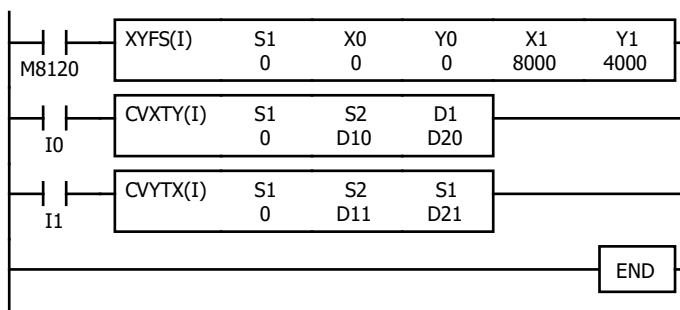 XYFS(I) S1 X0 Y0 X1 Y1
0 0 0 8000 4000
M8120
CVXTY(I) S1 S2 D1
0 D10 D20
I0
CVYTX(I) S1 S2 S1
0 D11 D21
I1
END